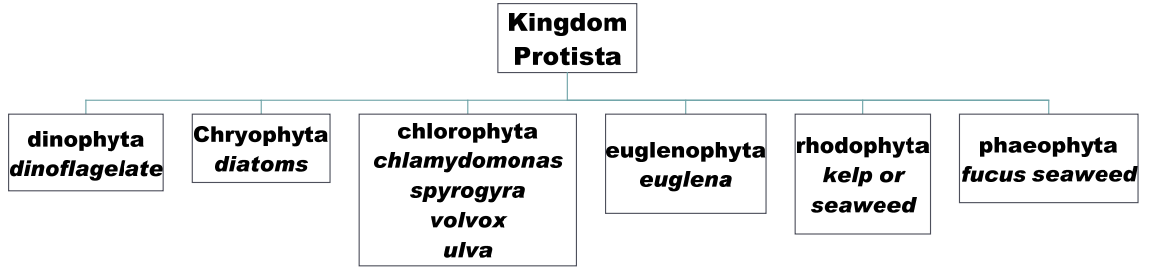 Kingdom
Protista
dinophyta
dinoflagelate
Chryophyta
diatoms
chlorophyta
chlamydomonas
spyrogyra
volvox
ulva
euglenophyta
euglena
rhodophyta
kelp or
seaweed
phaeophyta
fucus seaweed